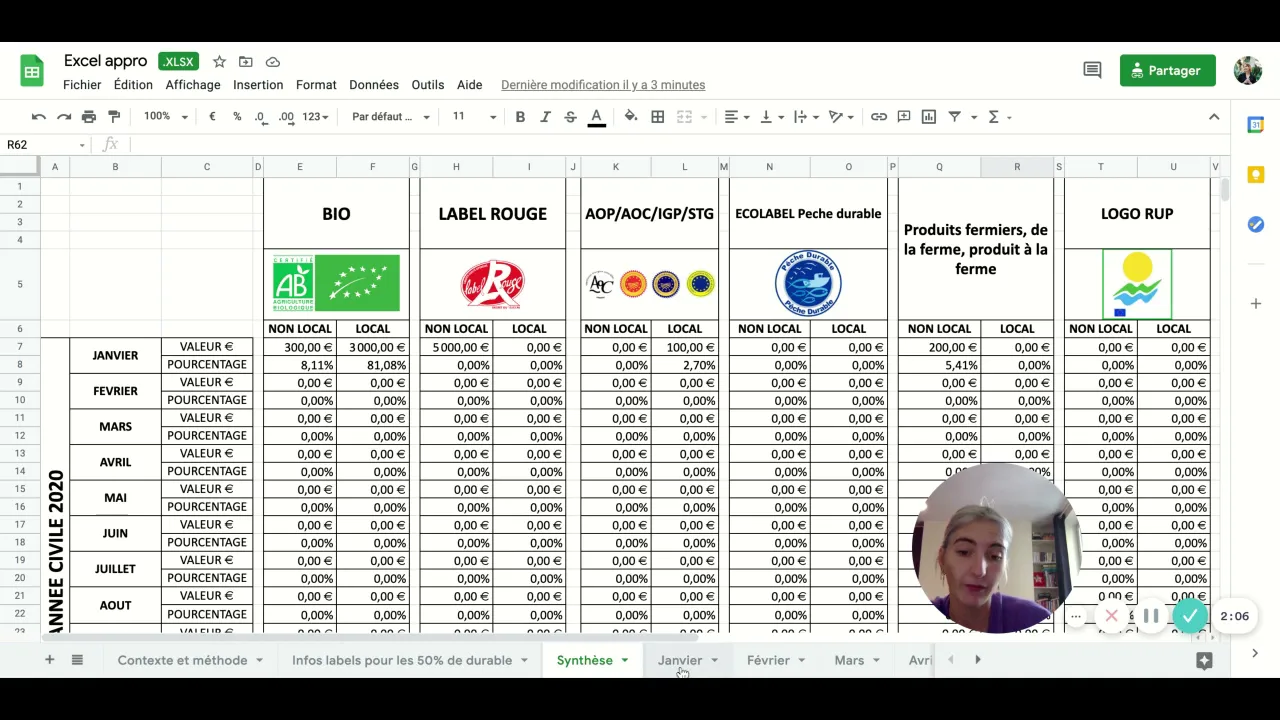 Excel appro .XLSX
Fichier Édition Affichage Insertion Format Données Outils Aide Dernière modification il y a 3 minutes
Partager
100% € % .0 .00 123 Par défaut ... 11 B I S A
R62 fx
A B C D E F G H I J K L M N O P Q R S T U V
1
2 BIO LABEL ROUGE AOP/AOC/IGP/STG ECOLABEL Peche durable LOGO RUP
3 Produits fermiers, de
4 la ferme, produit à la
ferme
5
CERTIFIÉ
AB
AGRICULTURE
BIOLOGIQUE
label Rouge
AOC
Pêche Durable
Pêche Durable
6 NON LOCAL LOCAL NON LOCAL LOCAL NON LOCAL LOCAL NON LOCAL LOCAL NON LOCAL LOCAL NON LOCAL LOCAL
ANNEE CIVILE 2020
7 JANVIER VALEUR € 300,00 € 3 000,00 € 5 000,00 € 0,00 € 0,00 € 100,00 € 0,00 € 0,00 € 200,00 € 0,00 € 0,00 € 0,00 €
8 POURCENTAGE 8,11% 81,08% 0,00% 0,00% 0,00% 2,70% 0,00% 0,00% 5,41% 0,00% 0,00% 0,00%
9 FEVRIER VALEUR € 0,00 € 0,00 € 0,00 € 0,00 € 0,00 € 0,00 € 0,00 € 0,00 € 0,00 € 0,00 € 0,00 € 0,00 €
10 POURCENTAGE 0,00% 0,00% 0,00% 0,00% 0,00% 0,00% 0,00% 0,00% 0,00% 0,00% 0,00% 0,00%
11 MARS VALEUR € 0,00 € 0,00 € 0,00 € 0,00 € 0,00 € 0,00 € 0,00 € 0,00 € 0,00 € 0,00 € 0,00 € 0,00 €
12 POURCENTAGE 0,00% 0,00% 0,00% 0,00% 0,00% 0,00% 0,00% 0,00% 0,00% 0,00% 0,00% 0,00%
13 AVRIL VALEUR € 0,00 € 0,00 € 0,00 € 0,00 € 0,00 € 0,00 € 0,00 € 0,00 € 0,00 € 0,00 € 0,00 € 0,00 €
14 POURCENTAGE 0,00% 0,00% 0,00% 0,00% 0,00% 0,00% 0,00% 0,00% 0,00% 0,00%
15 MAI VALEUR € 0,00 € 0,00 € 0,00 € 0,00 € 0,00 € 0,00 € 0,00 € 0,00 € 0,00 € 0,00 €
16 POURCENTAGE 0,00% 0,00% 0,00% 0,00% 0,00% 0,00% 0,00% 0,00% 0,00% 0,00%
17 JUIN VALEUR € 0,00 € 0,00 € 0,00 € 0,00 € 0,00 € 0,00 € 0,00 € 0,00 € 0,00 € 0,00 €
18 POURCENTAGE 0,00% 0,00% 0,00% 0,00% 0,00% 0,00% 0,00% 0,00% 0,00% 0,00%
19 JUILLET VALEUR € 0,00 € 0,00 € 0,00 € 0,00 € 0,00 € 0,00 € 0,00 € 0,00 € 0,00 € 0,00 €
20 POURCENTAGE 0,00% 0,00% 0,00% 0,00% 0,00% 0,00% 0,00% 0,00% 0,00% 0,00%
21 AOUT VALEUR € 0,00 € 0,00 € 0,00 € 0,00 € 0,00 € 0,00 € 0,00 € 0,00 € 0,00 € 0,00 €
22 POURCENTAGE 0,00% 0,00% 0,00% 0,00% 0,00% 0,00% 0,00% 0,00%
2:06
Contexte et méthode Infos labels pour les 50% de durable Synthèse Janvier Février Mars Avri